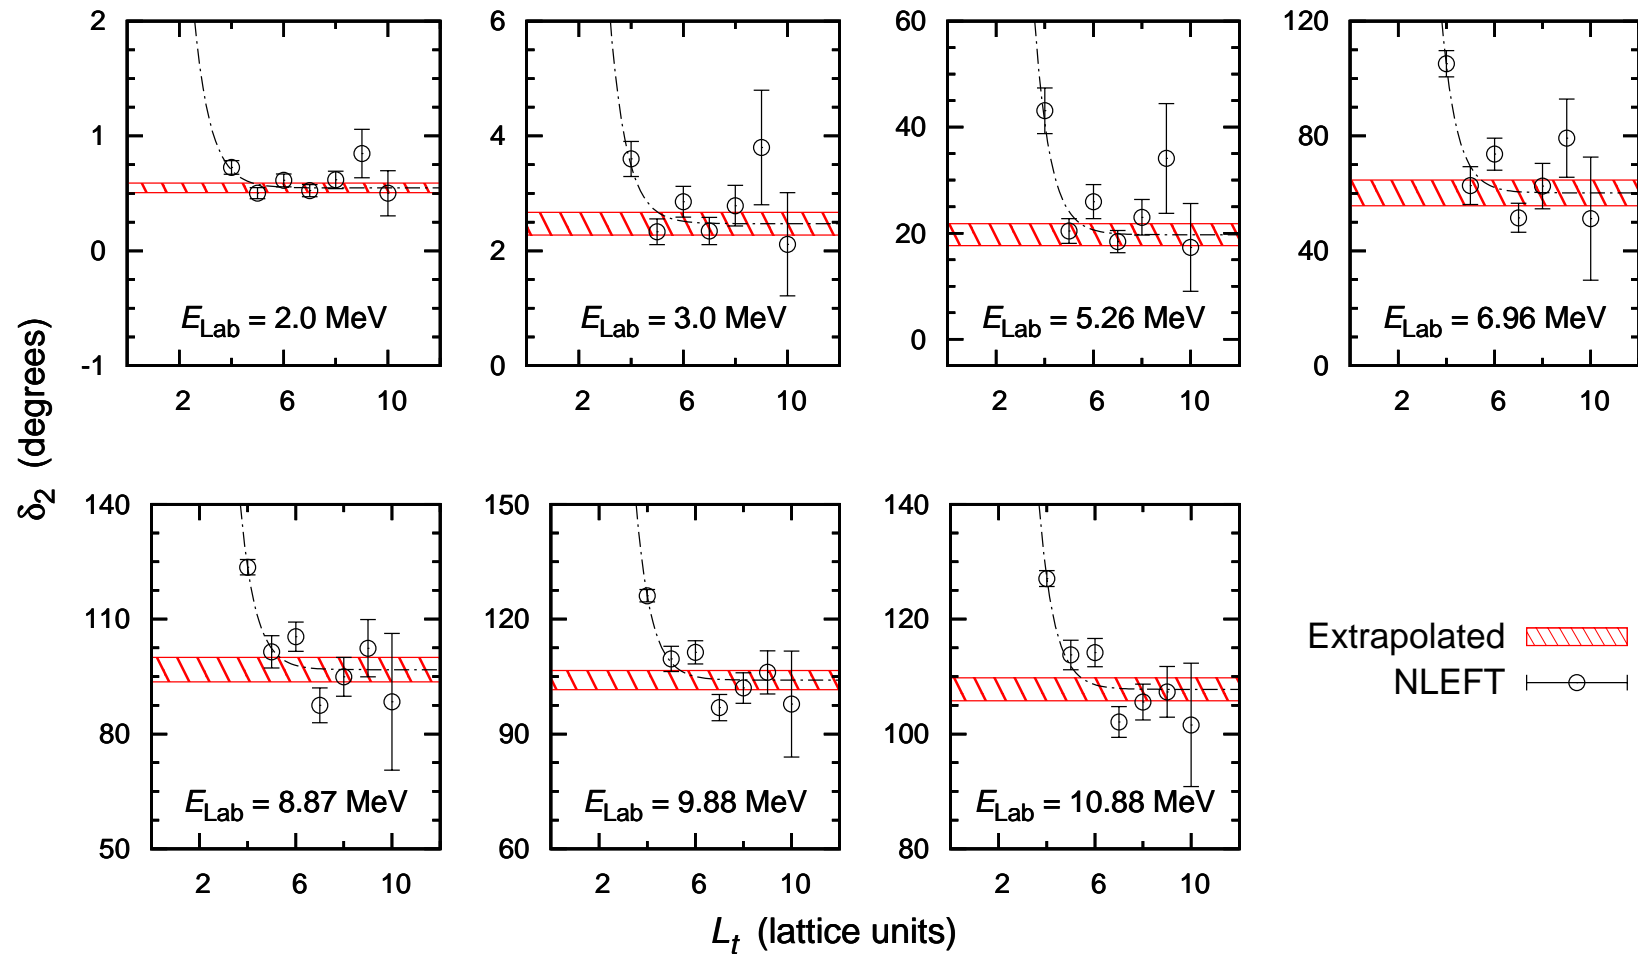 2
1
0
-1
2 6 10
E_Lab = 2.0 MeV
6
4
2
0
2 6 10
E_Lab = 3.0 MeV
60
40
20
0
2 6 10
E_Lab = 5.26 MeV
120
80
40
0
2 6 10
E_Lab = 6.96 MeV
δ₂ (degrees)
140
110
80
50
2 6 10
E_Lab = 8.87 MeV
150
120
90
60
2 6 10
E_Lab = 9.88 MeV
140
120
100
80
2 6 10
E_Lab = 10.88 MeV
Extrapolated
NLEFT
L_t (lattice units)